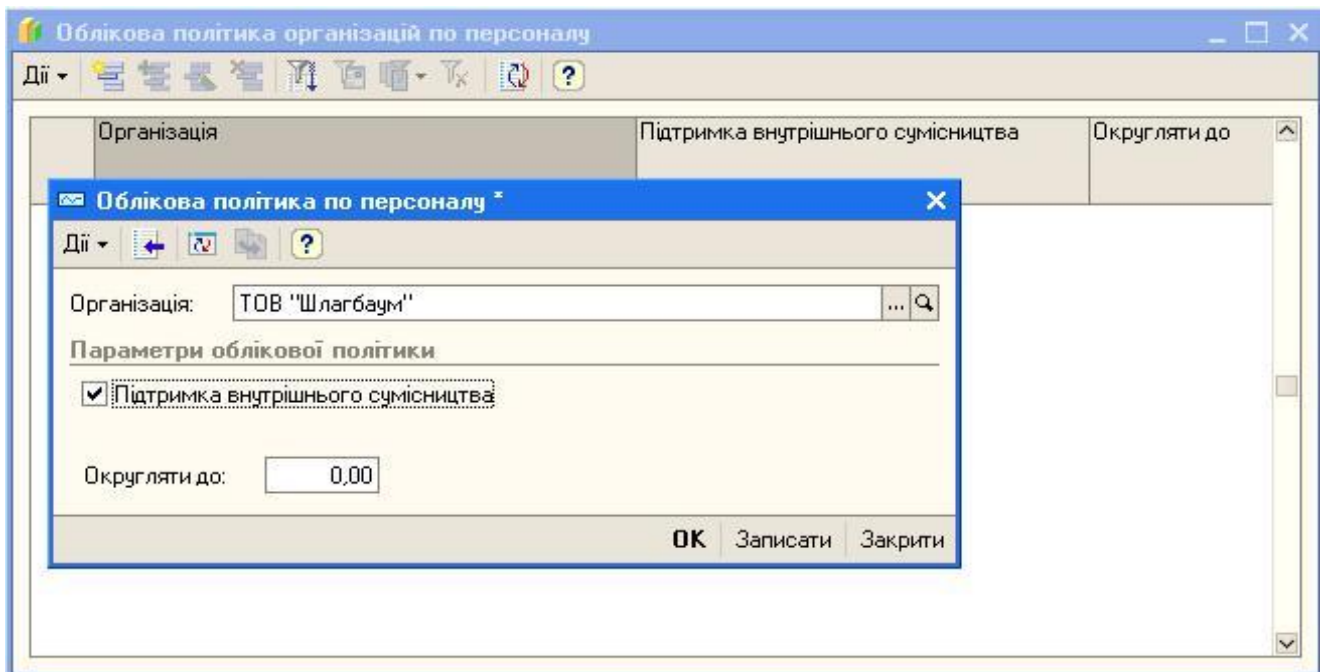 Облікова політика організацій по персоналу
Дії
Організація Підтримка внутрішнього сумісництва Округляти до
Облікова політика по персоналу *
Дії
Організація: ТОВ "Шлагбаум" ...
Параметри облікової політики
Підтримка внутрішнього сумісництва
Округляти до: 0,00
OK Записати Закрити